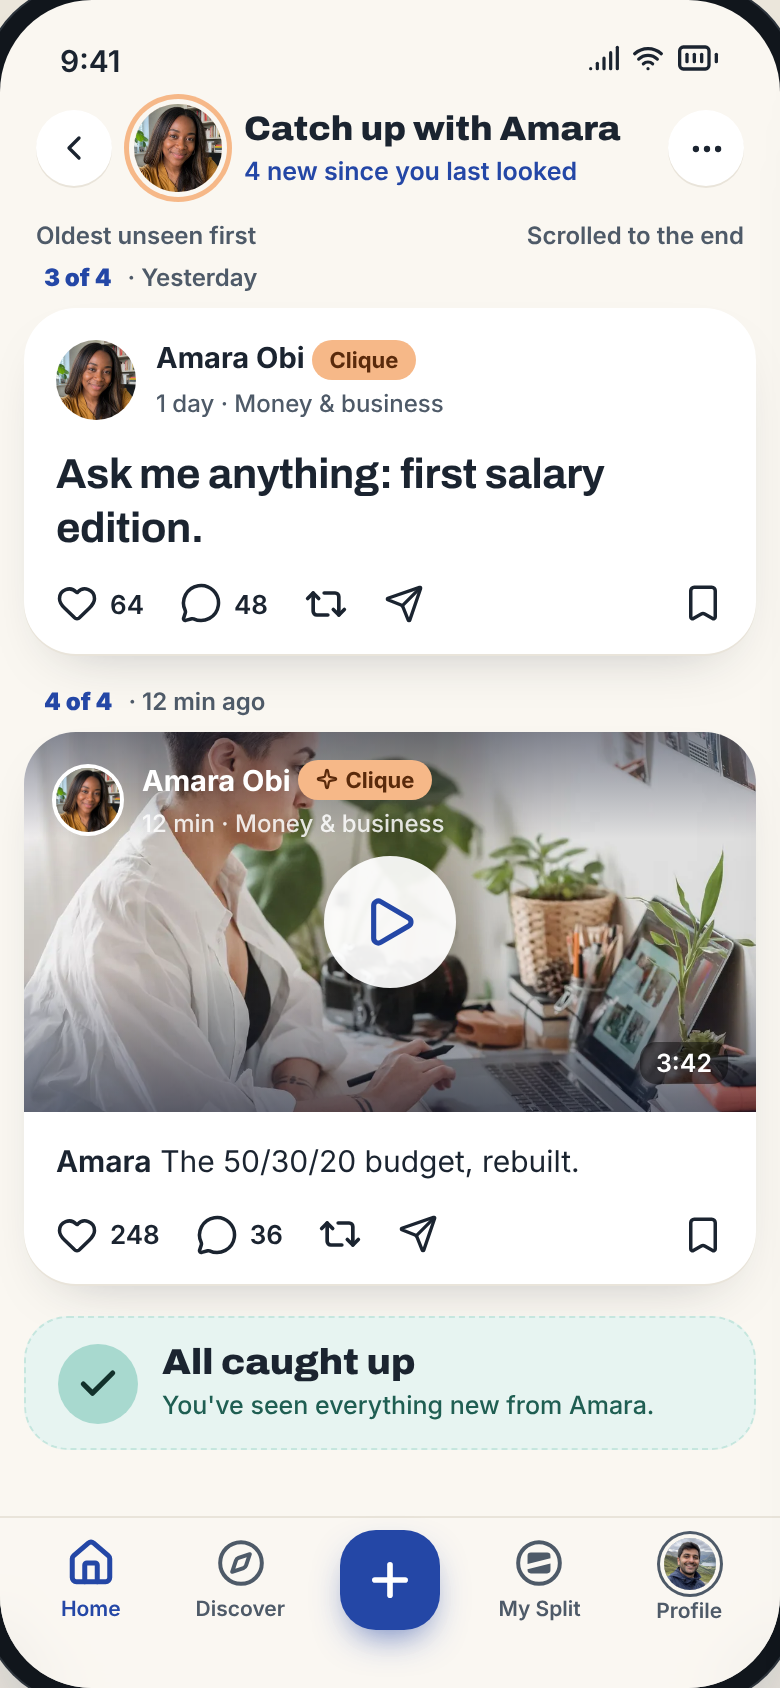 9:41
Catch up with Amara
4 new since you last looked
Oldest unseen first
Scrolled to the end
3 of 4 · Yesterday
Amara Obi Clique
1 day · Money & business
Ask me anything: first salary
edition.
64 48
4 of 4 · 12 min ago
Amara Obi Clique
12 min · Money & business
3:42
Amara The 50/30/20 budget, rebuilt.
248 36
All caught up
You've seen everything new from Amara.
Home Discover My Split Profile